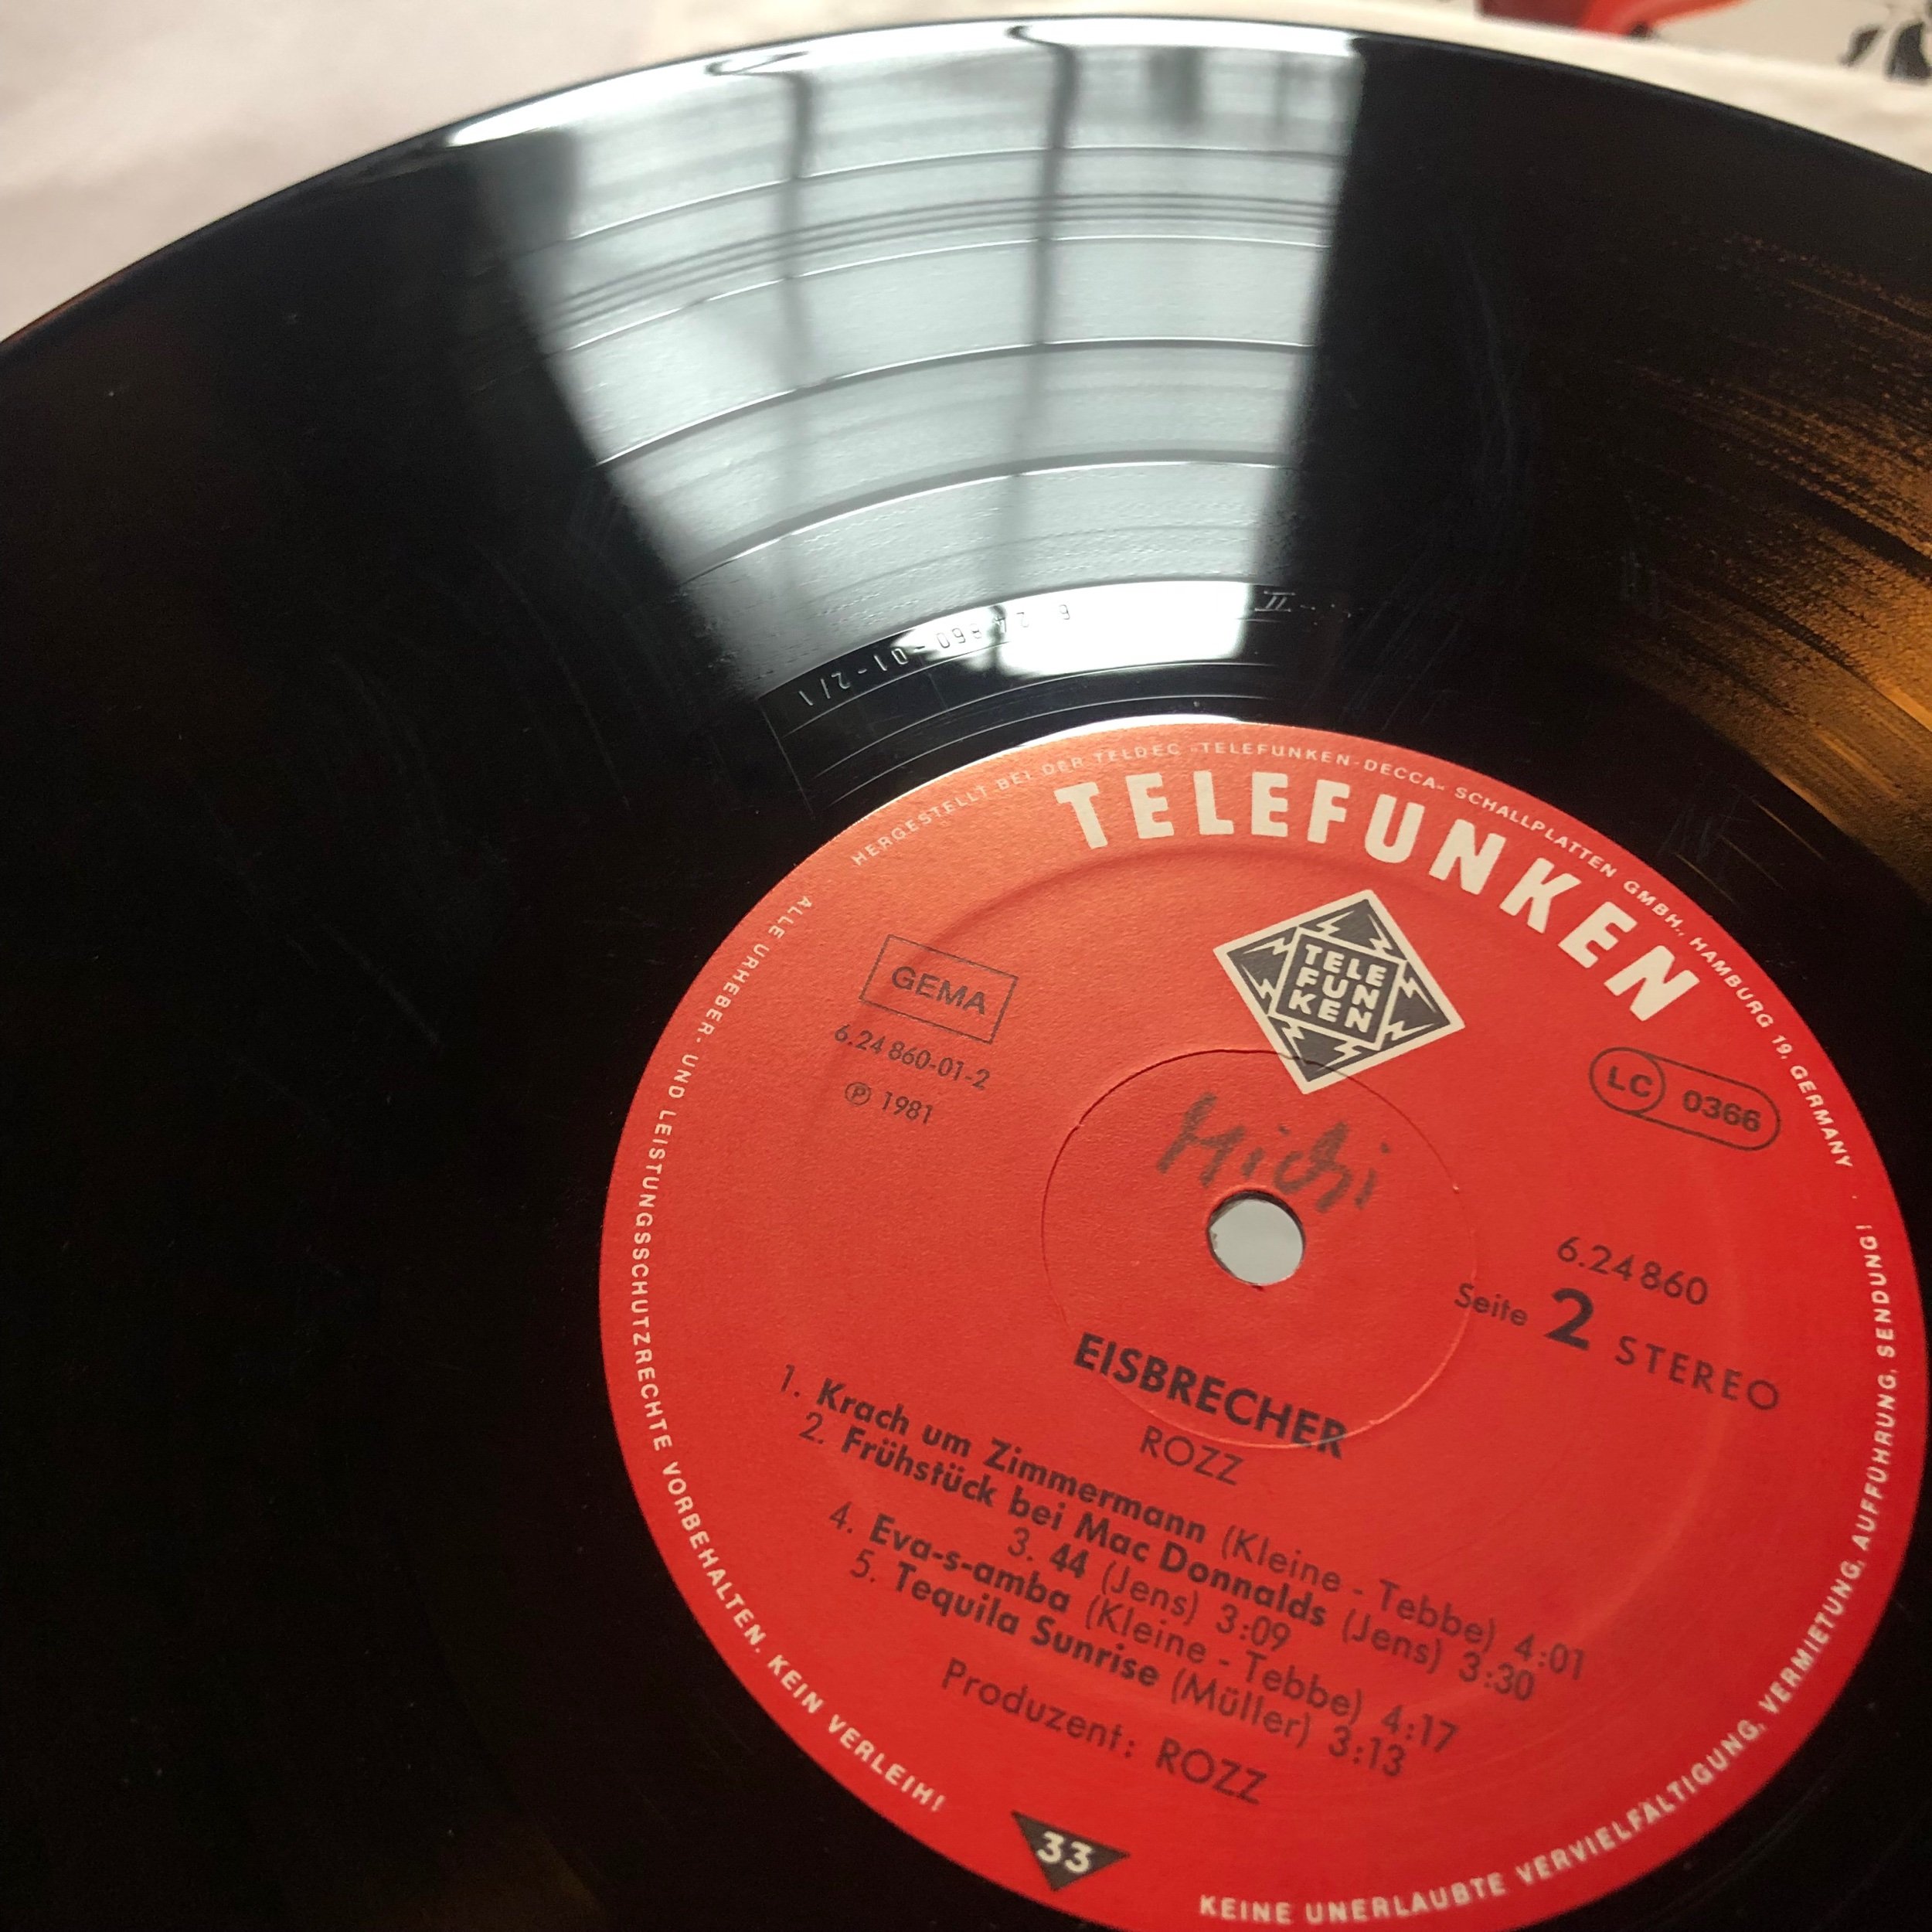 6.24860-01-2/1
II
HERGESTELLT BEI DER TELDEC »TELEFUNKEN-DECCA« SCHALLPLATTEN GMBH., HAMBURG 19, GERMANY
TELEFUNKEN
TELE
FUN
KEN
GEMA
6.24 860-01-2
Ⓟ 1981
LC 0366
Michi
6.24 860
Seite 2 STEREO
EISBRECHER
ROZZ
1. Krach um Zimmermann (Kleine - Tebbe) 4:01
2. Frühstück bei Mac Donnalds (Jens) 3:30
3. 44 (Jens) 3:09
4. Eva-s-amba (Kleine - Tebbe) 4:17
5. Tequila Sunrise (Müller) 3:13
Produzent: ROZZ
33
ALLE URHEBER- UND LEISTUNGSSCHUTZRECHTE VORBEHALTEN. KEIN VERLEIH!
KEINE UNERLAUBTE VERVIELFÄLTIGUNG, VERMIETUNG, AUFFÜHRUNG, SENDUNG!